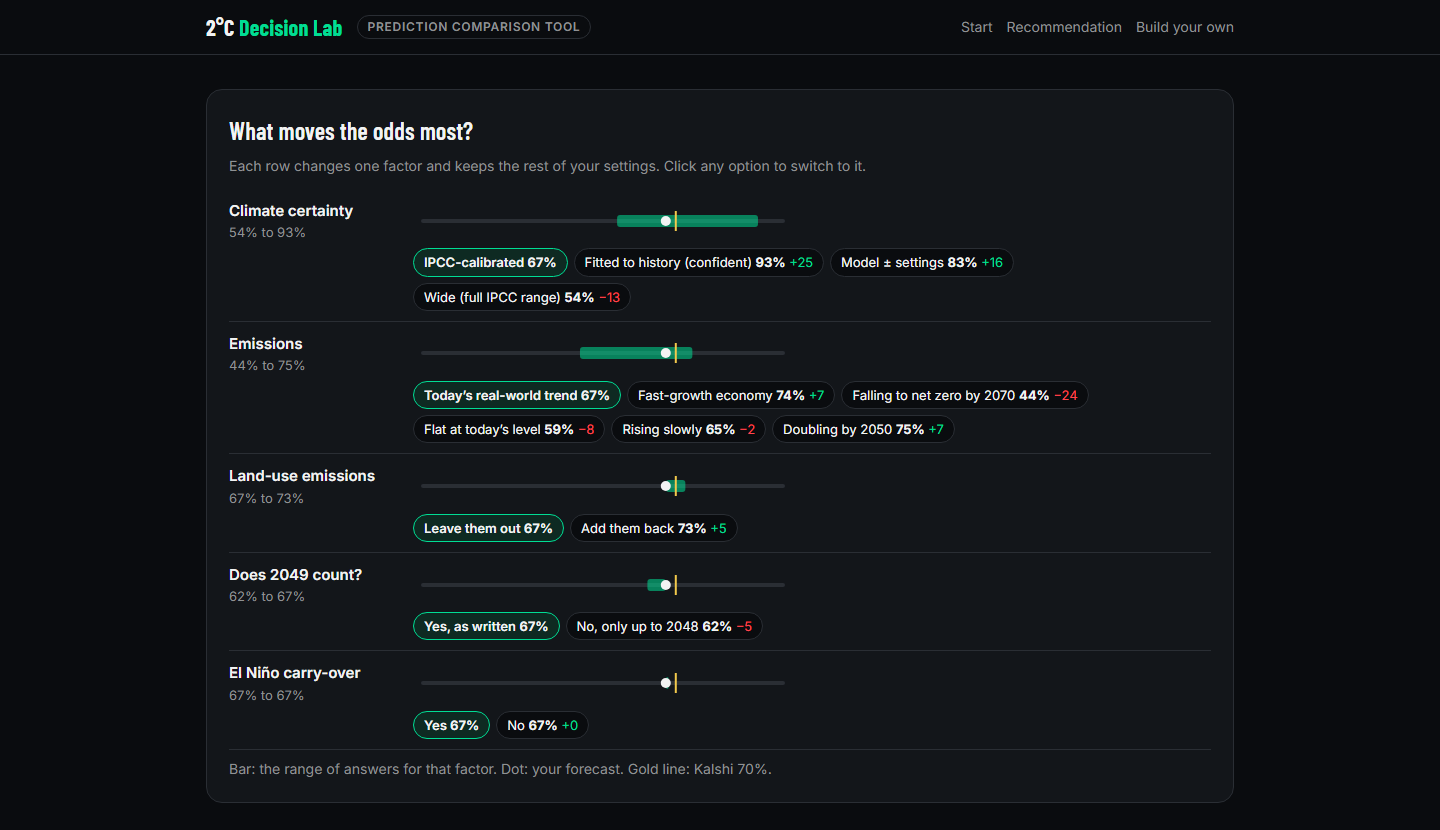 2°C Decision Lab PREDICTION COMPARISON TOOL Start Recommendation Build your own
What moves the odds most?
Each row changes one factor and keeps the rest of your settings. Click any option to switch to it.
Climate certainty
54% to 93%
IPCC-calibrated 67% Fitted to history (confident) 93% +25 Model ± settings 83% +16
Wide (full IPCC range) 54% −13
Emissions
44% to 75%
Today’s real-world trend 67% Fast-growth economy 74% +7 Falling to net zero by 2070 44% −24
Flat at today’s level 59% −8 Rising slowly 65% −2 Doubling by 2050 75% +7
Land-use emissions
67% to 73%
Leave them out 67% Add them back 73% +5
Does 2049 count?
62% to 67%
Yes, as written 67% No, only up to 2048 62% −5
El Niño carry-over
67% to 67%
Yes 67% No 67% +0
Bar: the range of answers for that factor. Dot: your forecast. Gold line: Kalshi 70%.